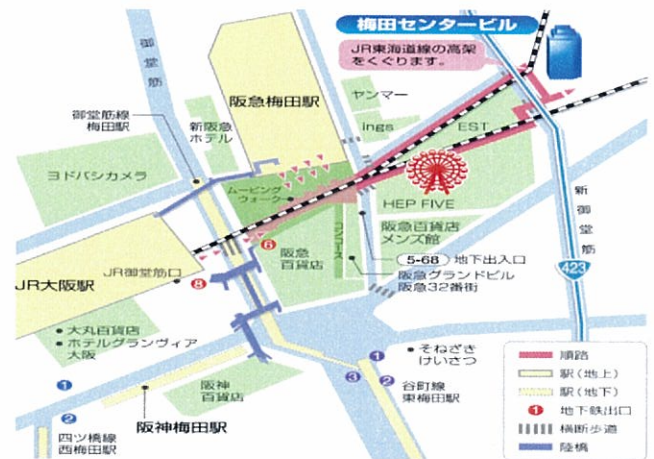 梅田センタービル
JR東海道線の高架
をくぐります。
御堂筋
阪急梅田駅
ヤンマー
ings
EST
御堂筋線
梅田駅
新阪急
ホテル
ヨドバシカメラ
ムービング
ウォーク
HEP FIVE
新御堂筋
423
阪急百貨店
メンズ館
5-68 地下出入口
阪急グランドビル
阪急32番街
6
阪急
百貨店
JR御堂筋口
JR大阪駅
8
大丸百貨店
ホテルグランヴィア
大阪
そねざき
けいさつ
1
2
3
谷町線
東梅田駅
阪神
百貨店
阪神梅田駅
1
2
四ツ橋線
西梅田駅
順路
駅(地上)
駅(地下)
1 地下鉄出口
横断歩道
陸橋